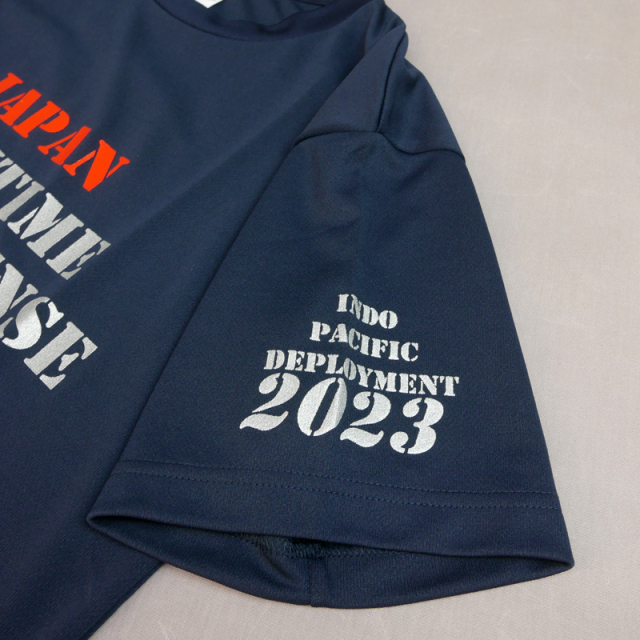 JAPAN
TIME
NSE
INDO
PACIFIC
DEPLOYMENT
2023